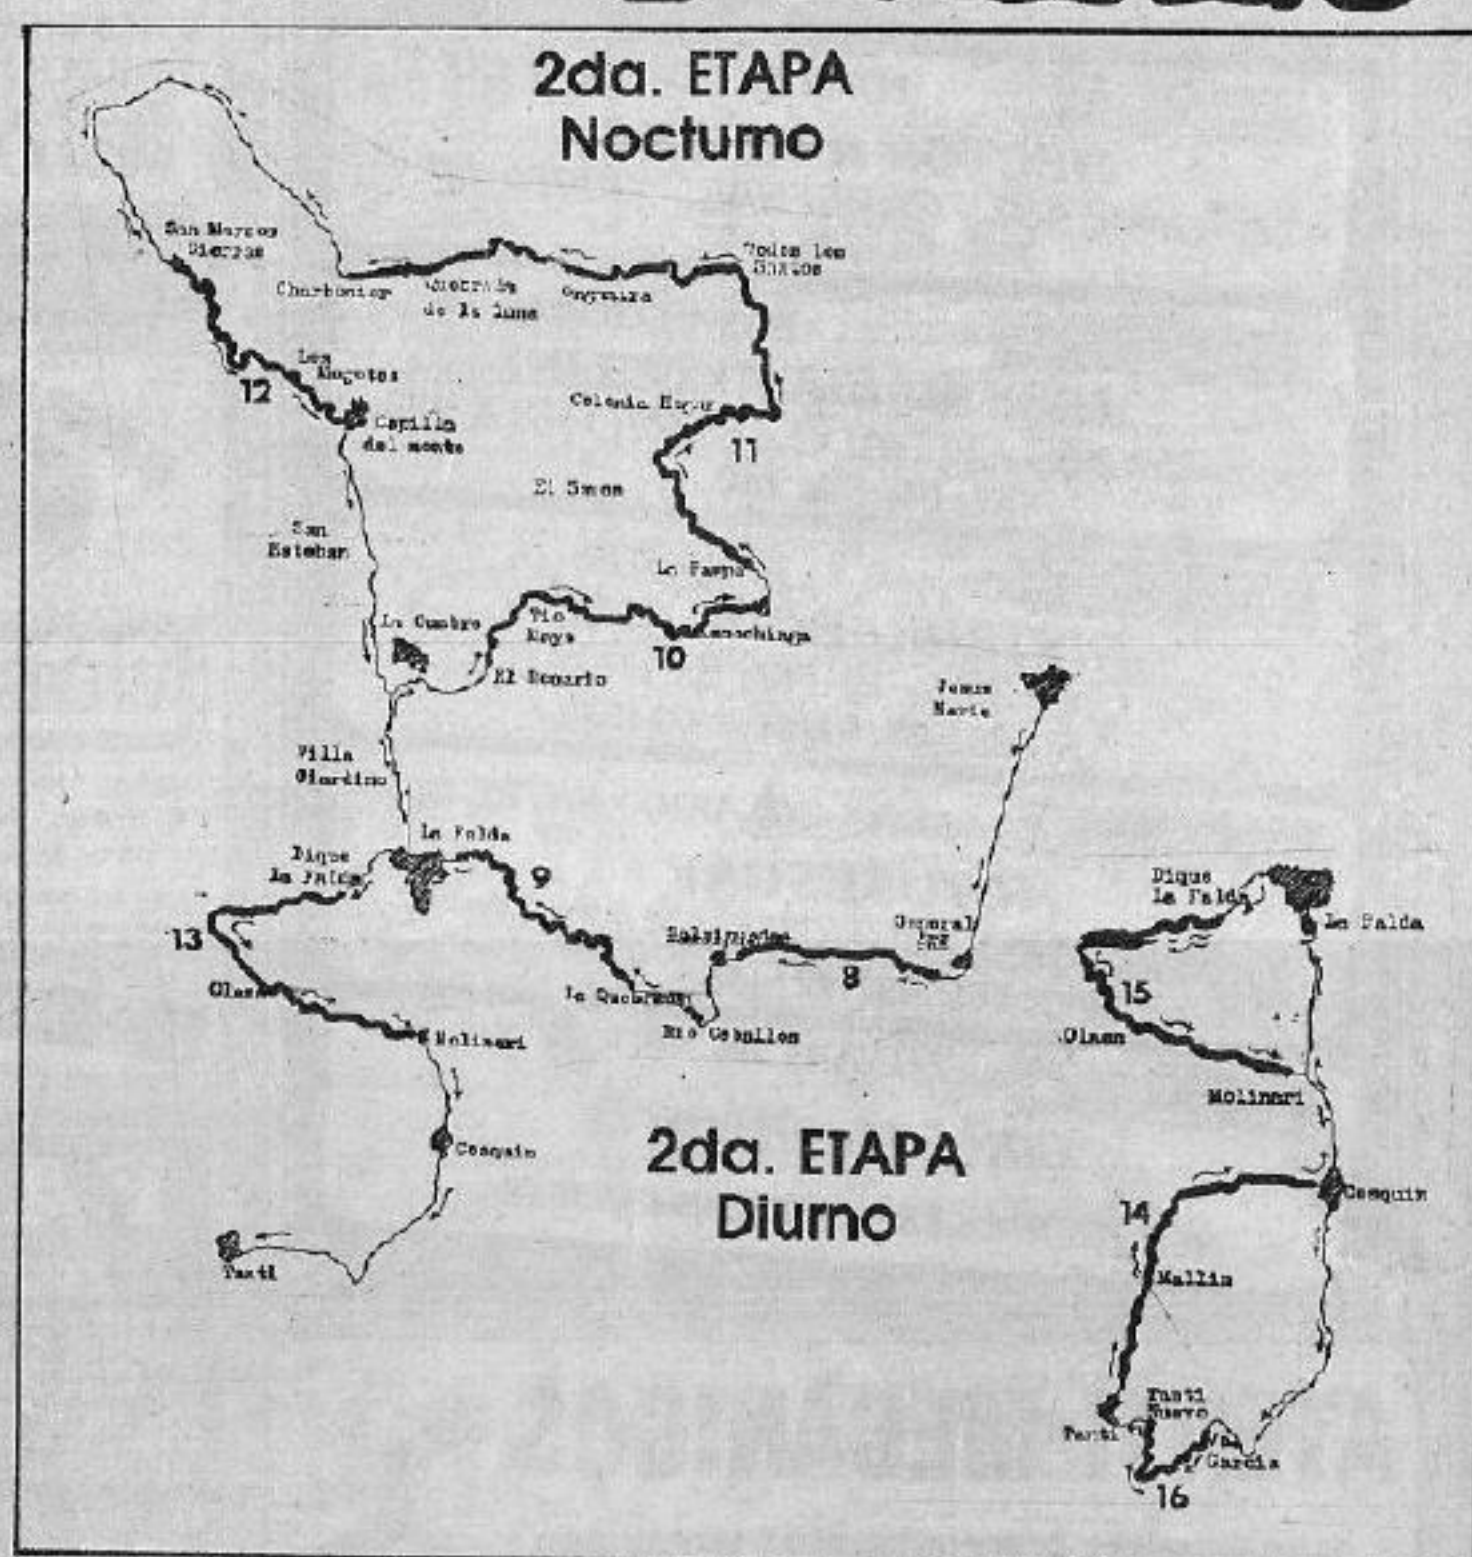 2da. ETAPA
Nocturno
San Marcos
Sierras
Todos los
Santos
Charbonier
Quebrada
de la luna
Ongamira
Los
Mogotes
12
Capilla
del monte
Colonia Hogar
11
San
Esteban
La Pampa
La Cumbre
Tio
Mayo
Ascochinga
10
El Rosario
Jesus
Maria
Villa
Giardino
La Falda
Dique
La Falda
9
General
Paz
13
Salsipuedes
8
Olaen
La Quebrada
Rio Ceballos
Molinari
Cosquin
Tanti
2da. ETAPA
Diurno
Dique
La Falda
La Falda
15
Olaen
Molinari
Cosquin
14
Mallin
Tanti
Nuevo
Tanti
Va.
Garcia
16